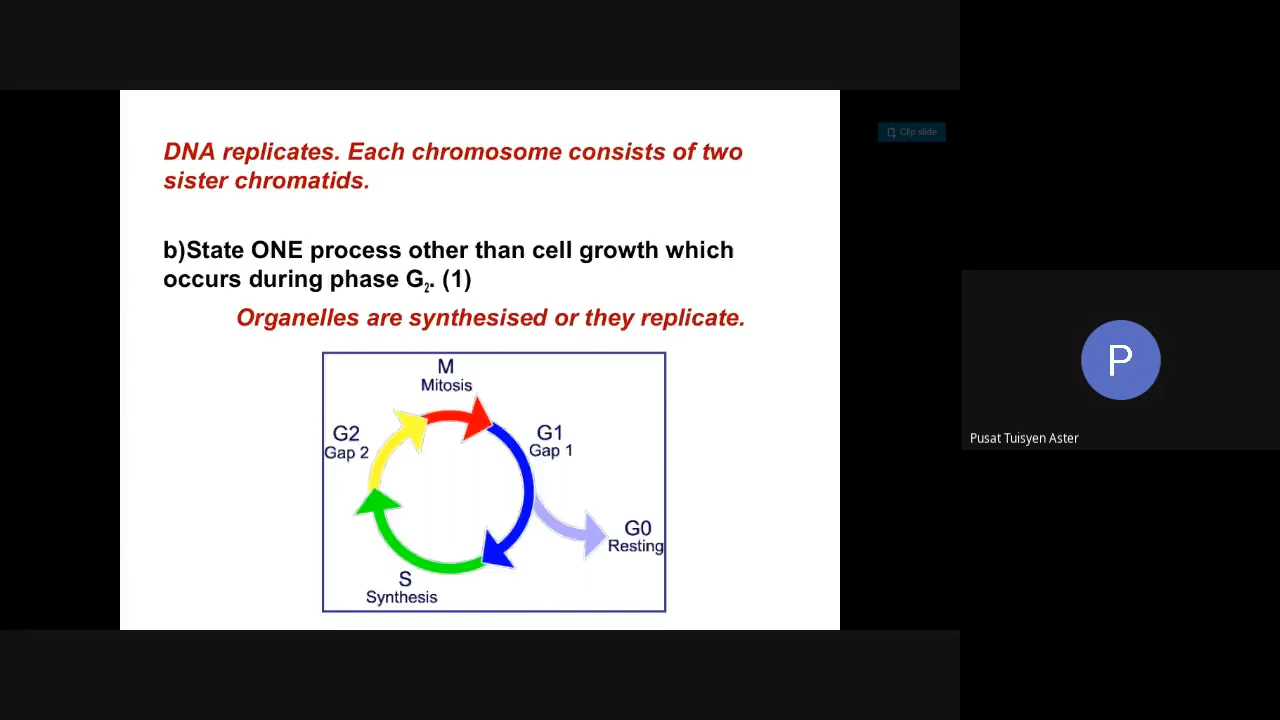 Clip slide
DNA replicates. Each chromosome consists of two
sister chromatids.
b)State ONE process other than cell growth which
occurs during phase G₂. (1)
Organelles are synthesised or they replicate.
M
Mitosis
G2
Gap 2
G1
Gap 1
G0
Resting
S
Synthesis
P
Pusat Tuisyen Aster